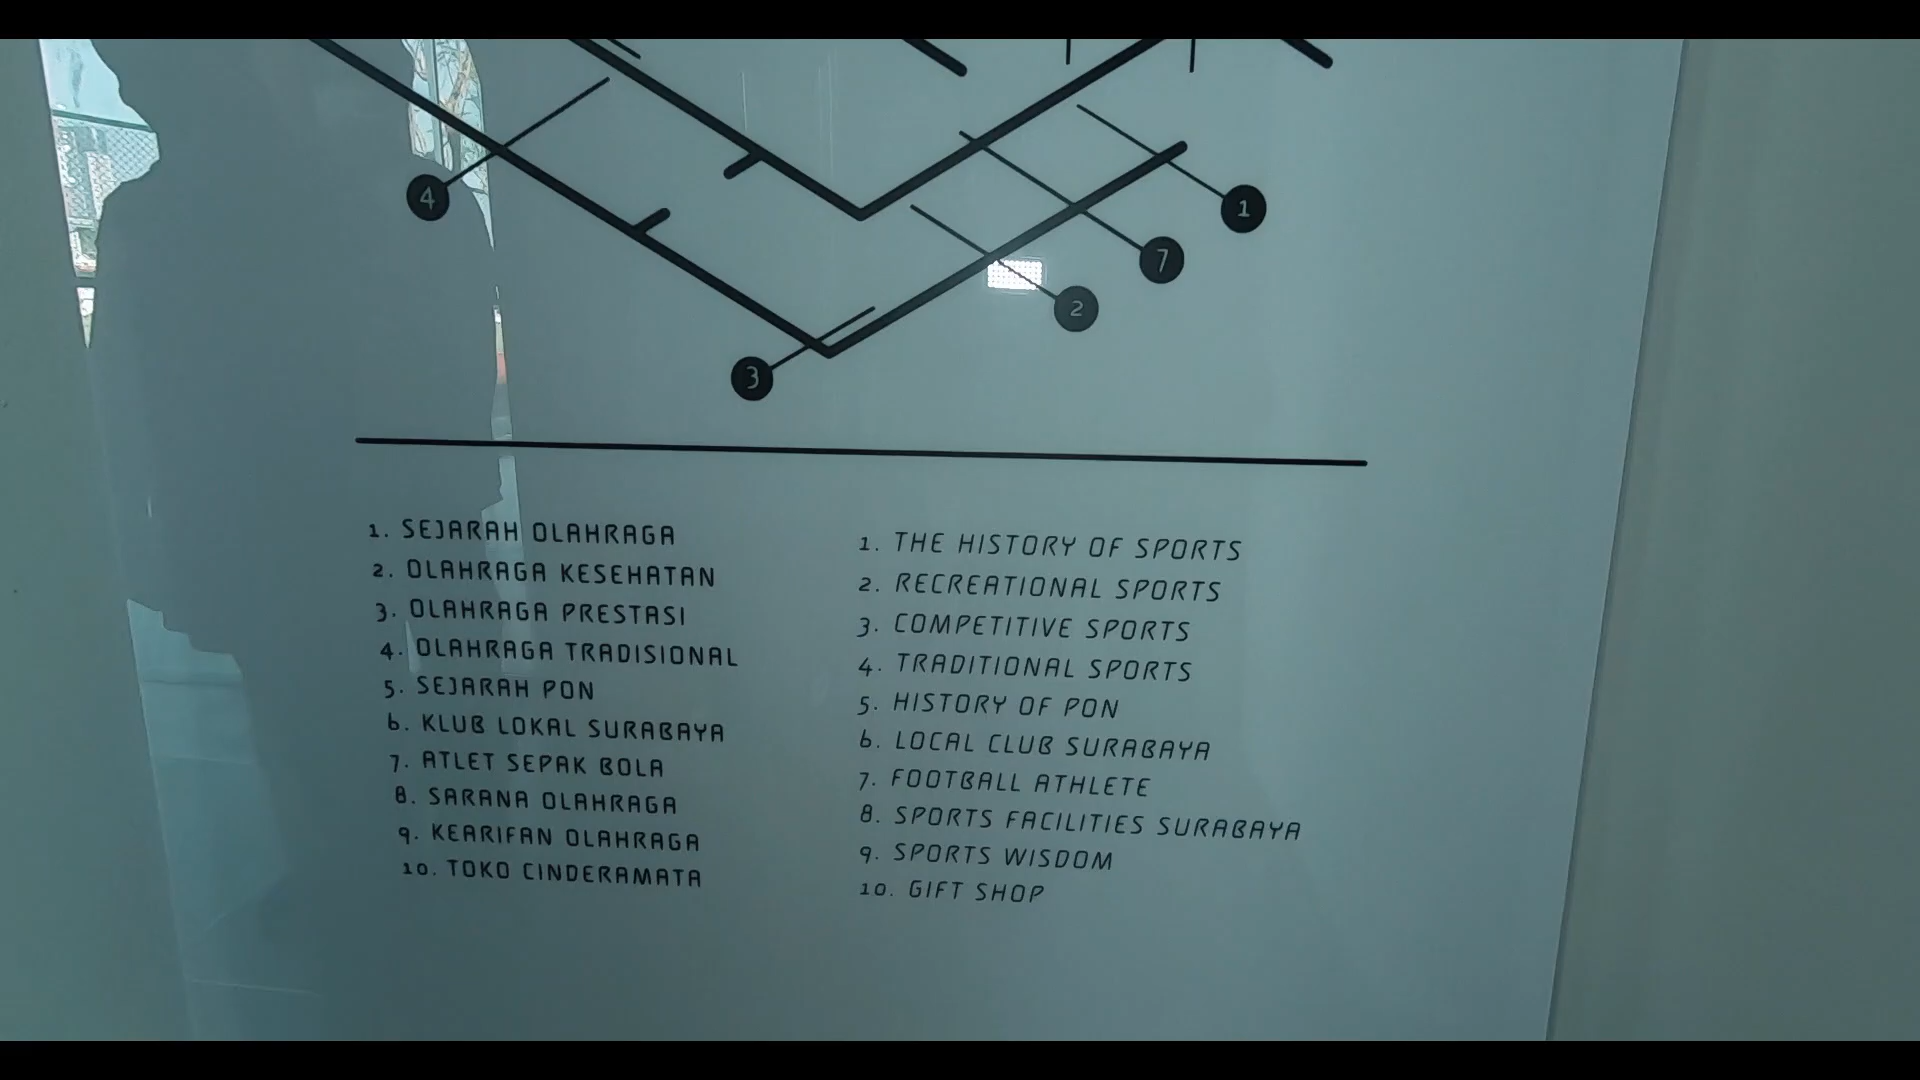 4
1
7
2
3
1. SEJARAH OLAHRAGA
2. OLAHRAGA KESEHATAN
3. OLAHRAGA PRESTASI
4. OLAHRAGA TRADISIONAL
5. SEJARAH PON
6. KLUB LOKAL SURABAYA
7. ATLET SEPAK BOLA
8. SARANA OLAHRAGA
9. KEARIFAN OLAHRAGA
10. TOKO CINDERAMATA
1. THE HISTORY OF SPORTS
2. RECREATIONAL SPORTS
3. COMPETITIVE SPORTS
4. TRADITIONAL SPORTS
5. HISTORY OF PON
6. LOCAL CLUB SURABAYA
7. FOOTBALL ATHLETE
8. SPORTS FACILITIES SURABAYA
9. SPORTS WISDOM
10. GIFT SHOP